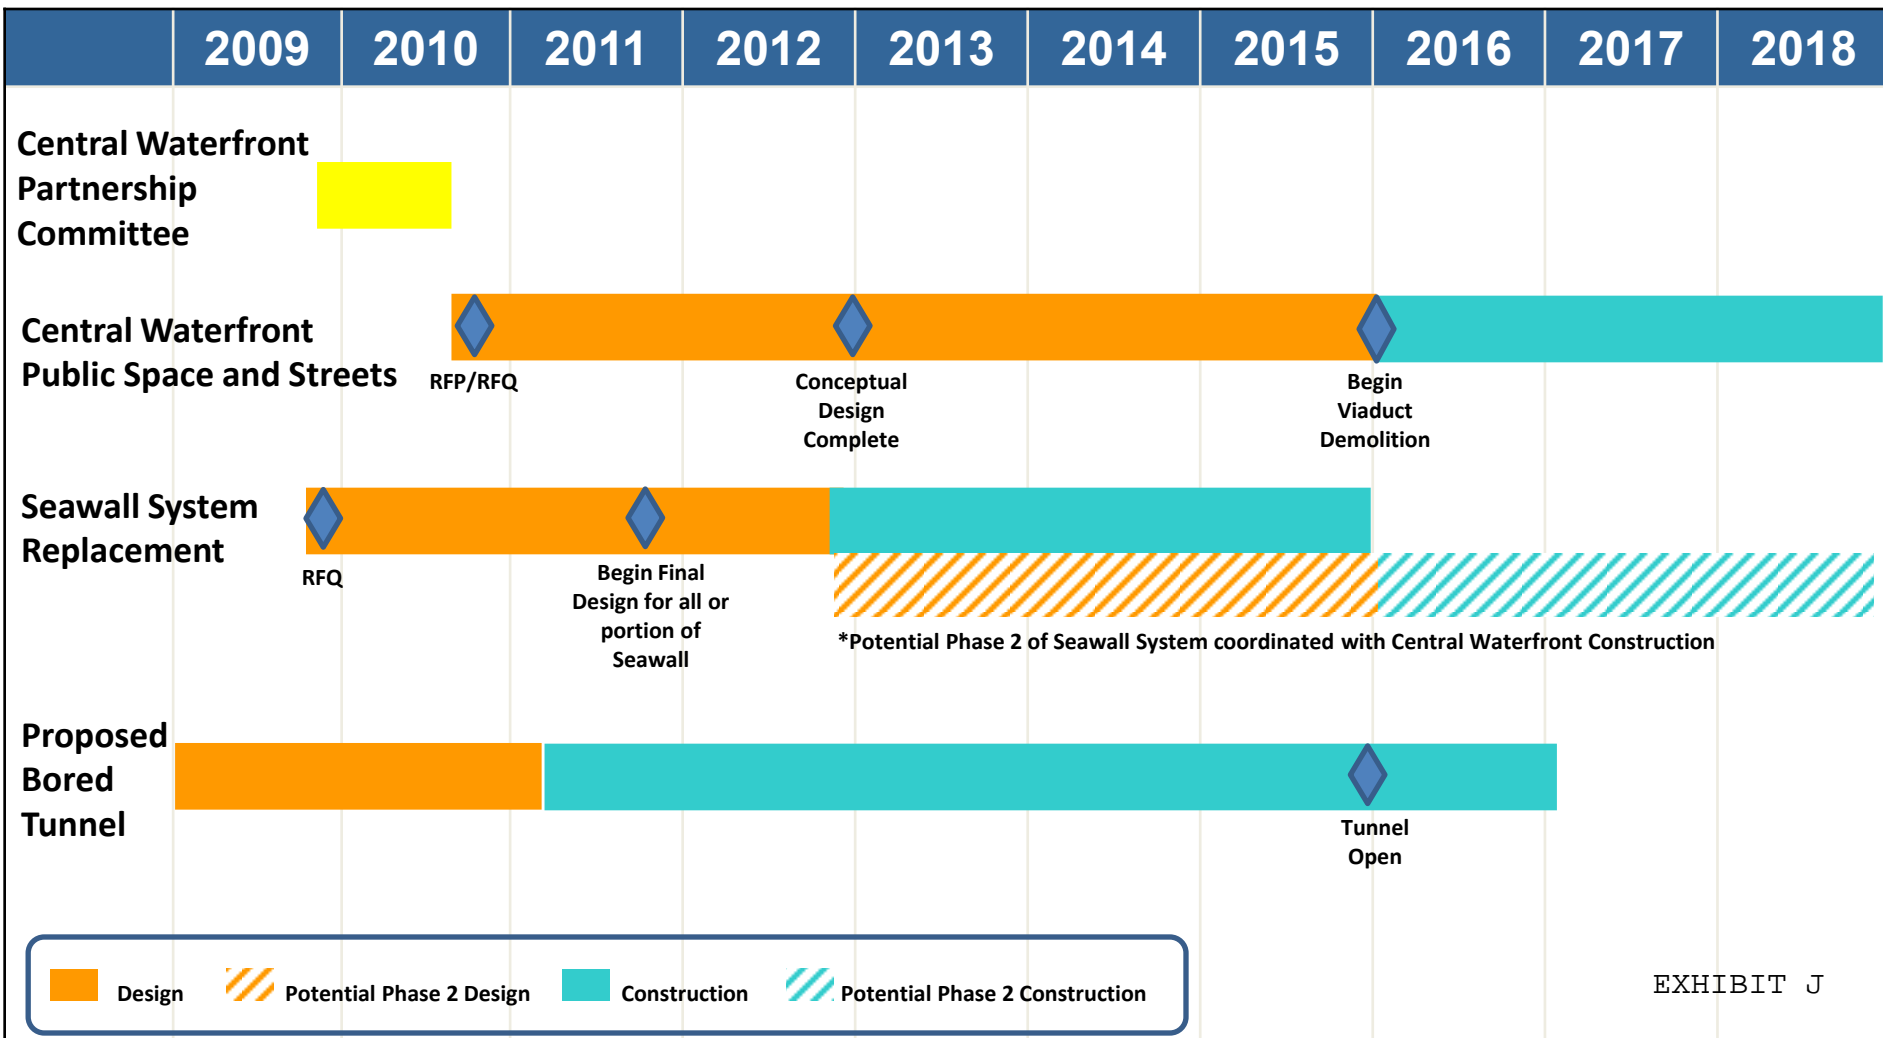 2009 2010 2011 2012 2013 2014 2015 2016 2017 2018
Central Waterfront
Partnership
Committee
Central Waterfront
Public Space and Streets
RFP/RFQ
Conceptual
Design
Complete
Begin
Viaduct
Demolition
Seawall System
Replacement
RFQ
Begin Final
Design for all or
portion of
Seawall
*Potential Phase 2 of Seawall System coordinated with Central Waterfront Construction
Proposed
Bored
Tunnel
Tunnel
Open
Design Potential Phase 2 Design Construction Potential Phase 2 Construction
EXHIBIT J